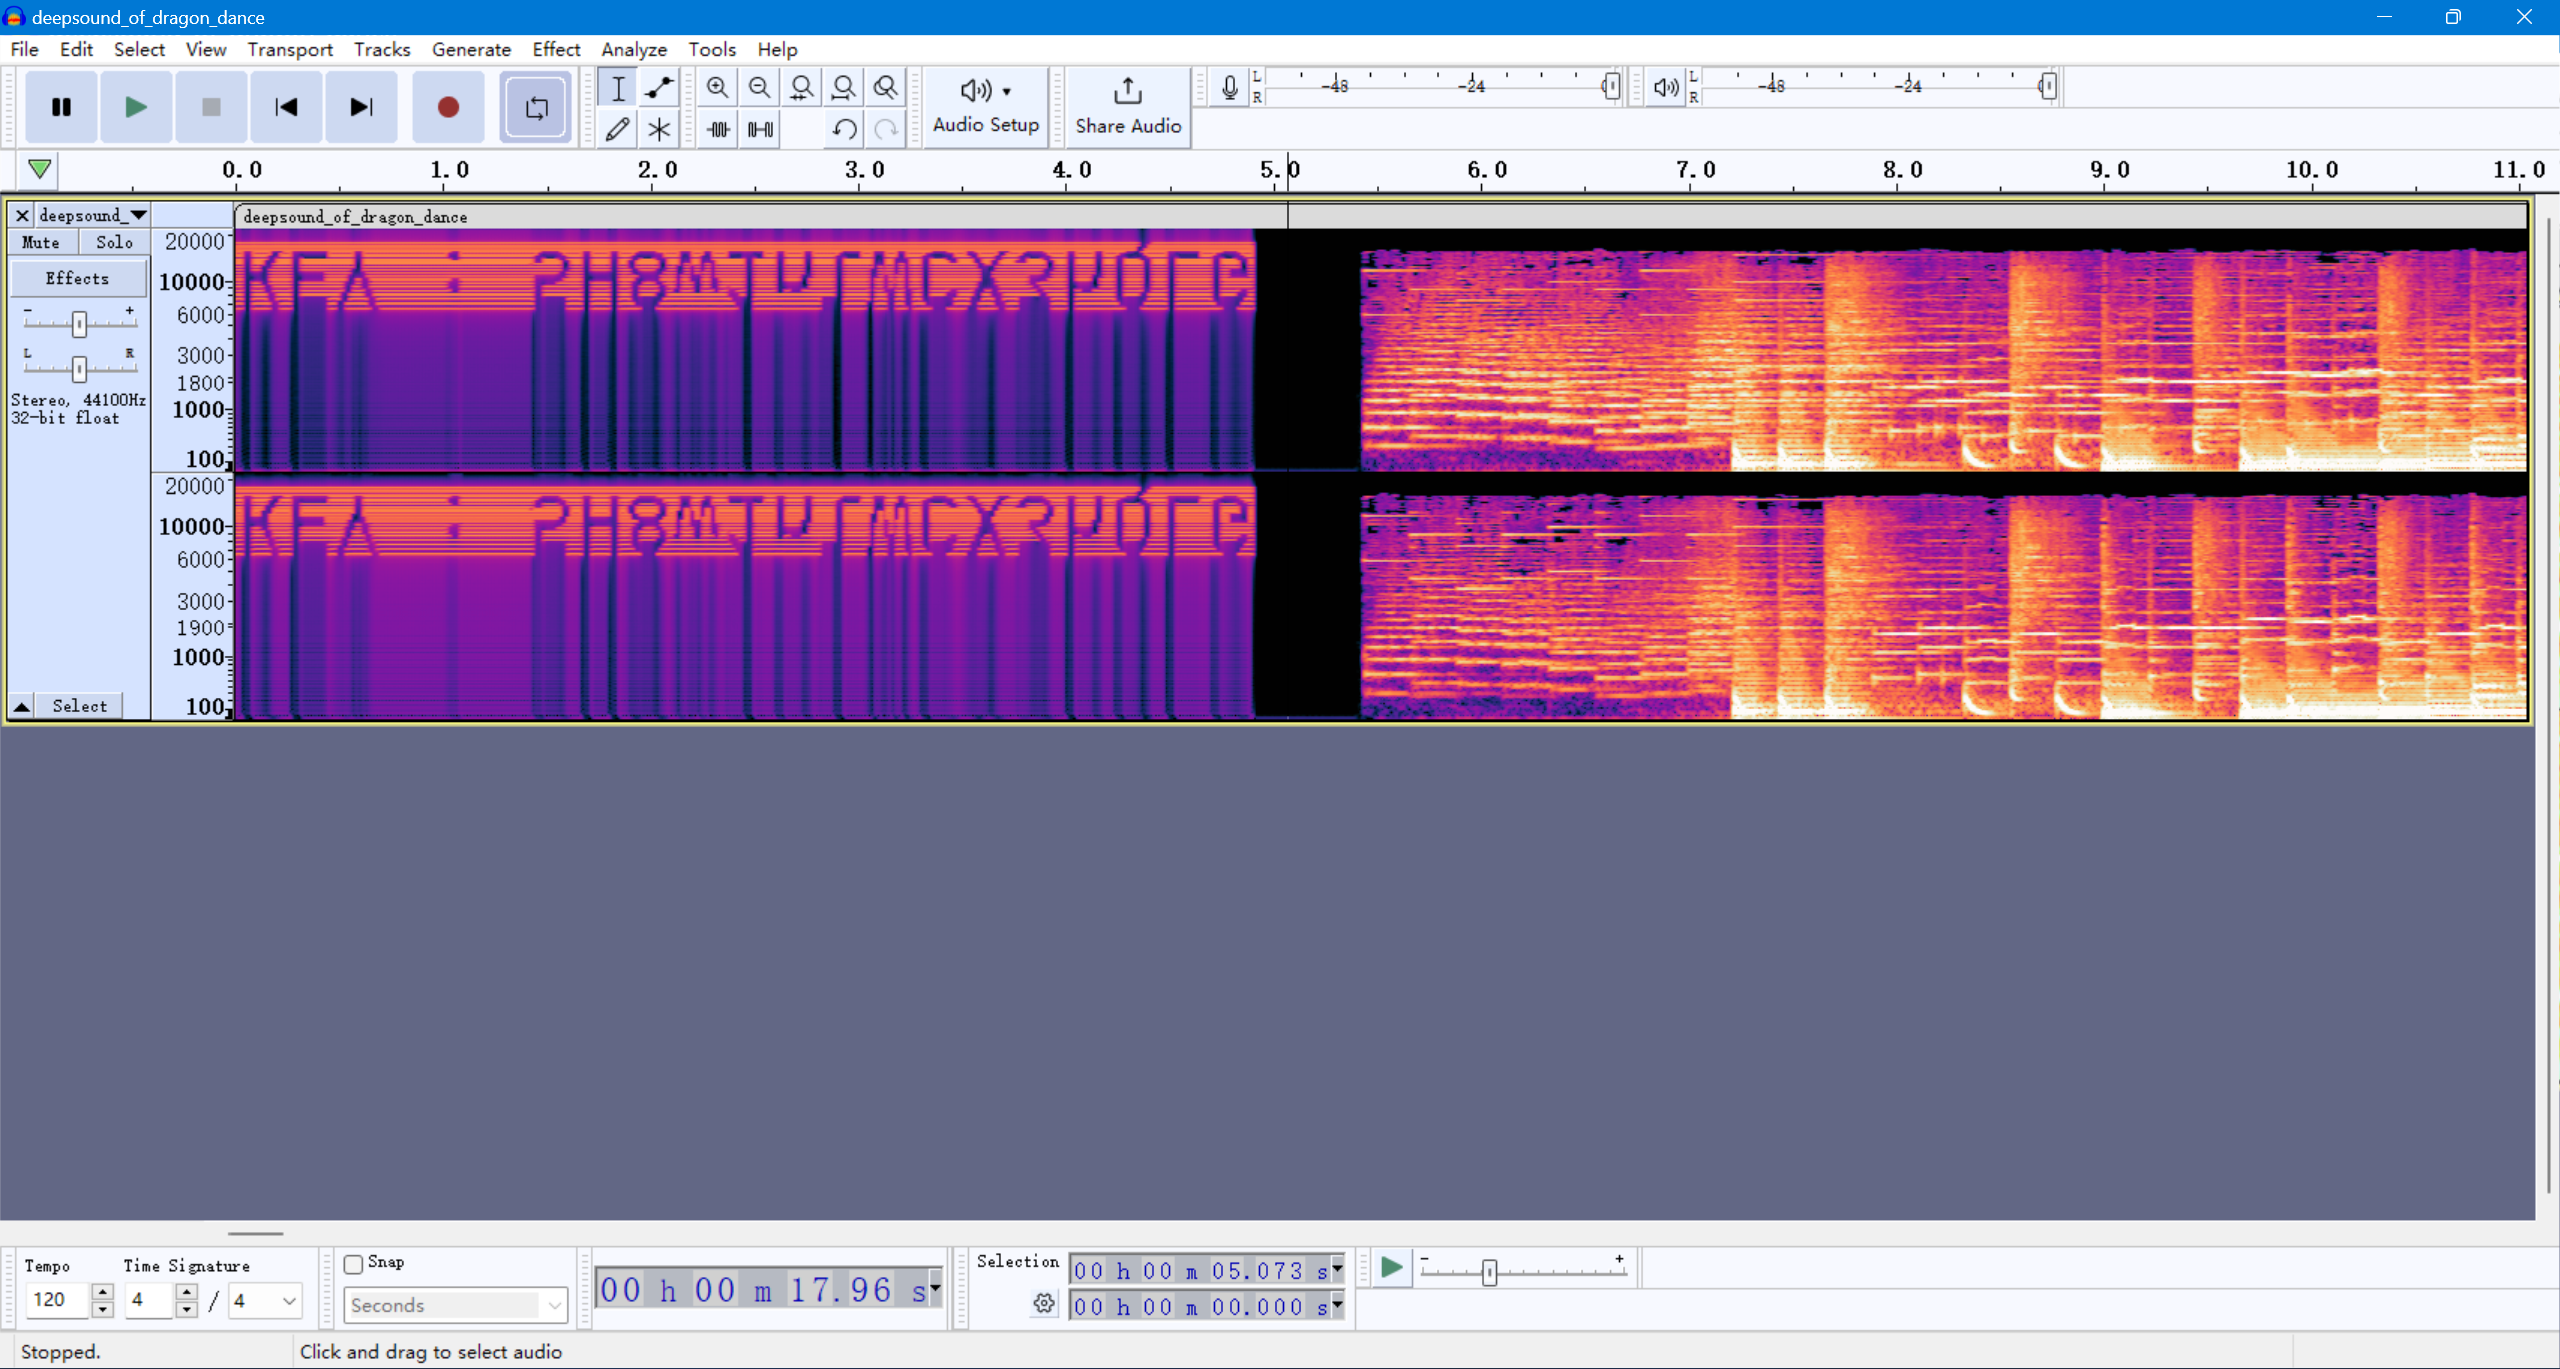 deepsound_of_dragon_dance
File Edit Select View Transport Tracks Generate Effect Analyze Tools Help
Audio Setup
Share Audio
L R -48 -24 0
L R -48 -24 0
0.0 1.0 2.0 3.0 4.0 5.0 6.0 7.0 8.0 9.0 10.0 11.0
deepsound_
deepsound_of_dragon_dance
Mute Solo
Effects
- +
L R
Stereo, 44100Hz
32-bit float
20000
10000
6000
3000
1800
1000
100
20000
10000
6000
3000
1900
1000
100
Select
Tempo
120
Time Signature
4 / 4
Snap
Seconds
00 h 00 m 17.96 s
Selection
00 h 00 m 05.073 s
00 h 00 m 00.000 s
- +
Stopped.
Click and drag to select audio